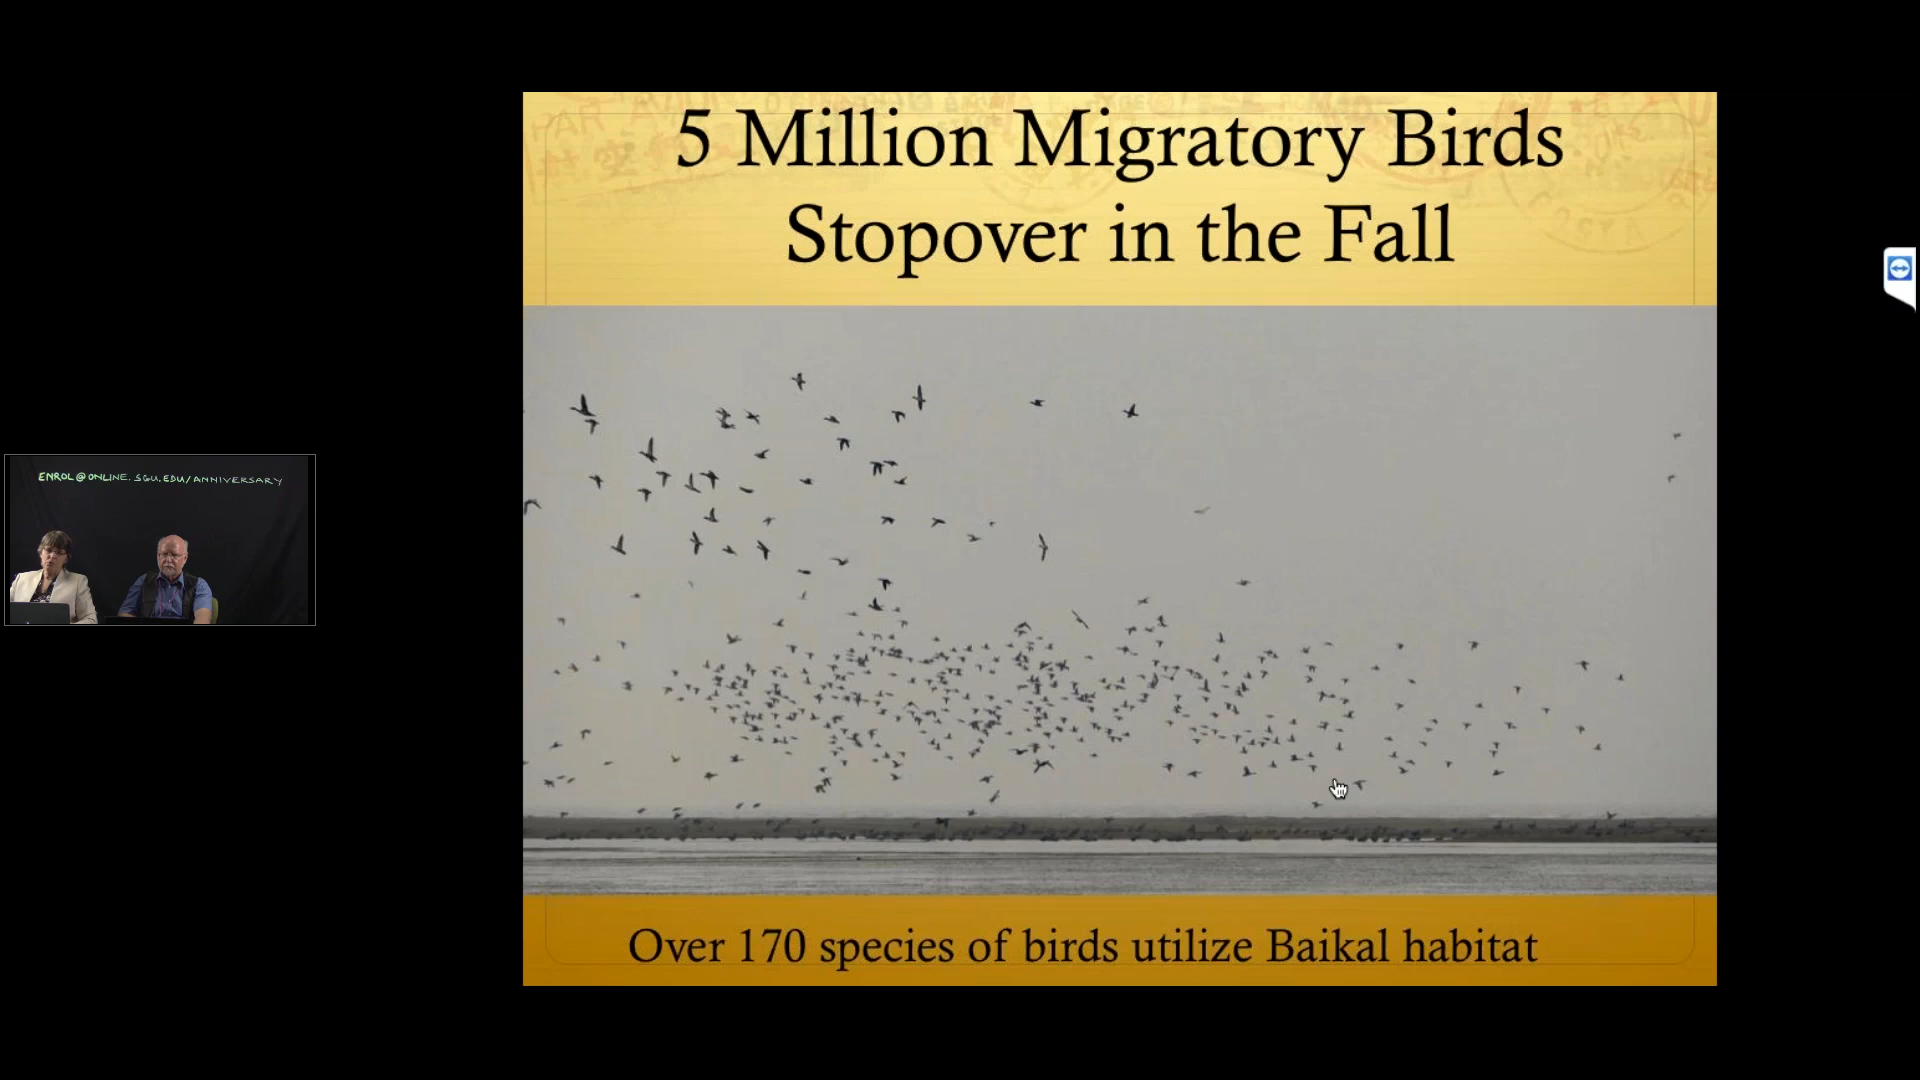 5 Million Migratory Birds
Stopover in the Fall
ENROL@ONLINE.SGU.EDU/ANNIVERSARY
Over 170 species of birds utilize Baikal habitat